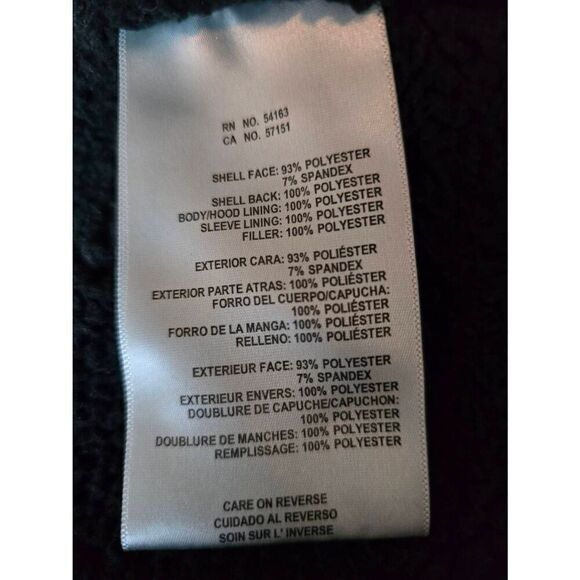 RN NO. 54163
CA NO. 57151
SHELL FACE: 93% POLYESTER
7% SPANDEX
SHELL BACK: 100% POLYESTER
BODY/HOOD LINING: 100% POLYESTER
SLEEVE LINING: 100% POLYESTER
FILLER: 100% POLYESTER
EXTERIOR CARA: 93% POLIÉSTER
7% SPANDEX
EXTERIOR PARTE ATRAS: 100% POLIÉSTER
FORRO DEL CUERPO/CAPUCHA:
100% POLIÉSTER
FORRO DE LA MANGA: 100% POLIÉSTER
RELLENO: 100% POLIÉSTER
EXTERIEUR FACE: 93% POLYESTER
7% SPANDEX
EXTERIEUR ENVERS: 100% POLYESTER
DOUBLURE DE CAPUCHE/CAPUCHON:
100% POLYESTER
DOUBLURE DE MANCHES: 100% POLYESTER
REMPLISSAGE: 100% POLYESTER
CARE ON REVERSE
CUIDADO AL REVERSO
SOIN SUR L' INVERSE